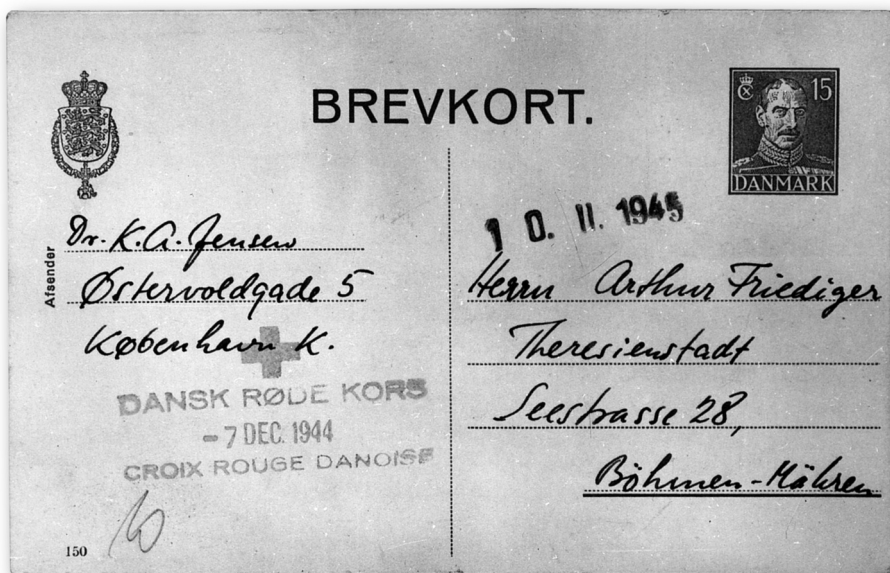 BREVKORT.
15
DANMARK
10. II. 1945
Afsender
Dr. K. A. Jensen
Østervoldgade 5
København K.
DANSK RØDE KORS
- 7 DEC. 1944
CROIX ROUGE DANOISE
150
Herrn Arthur Friediger
Theresienstadt
Seestrasse 28,
Böhmen-Mähren